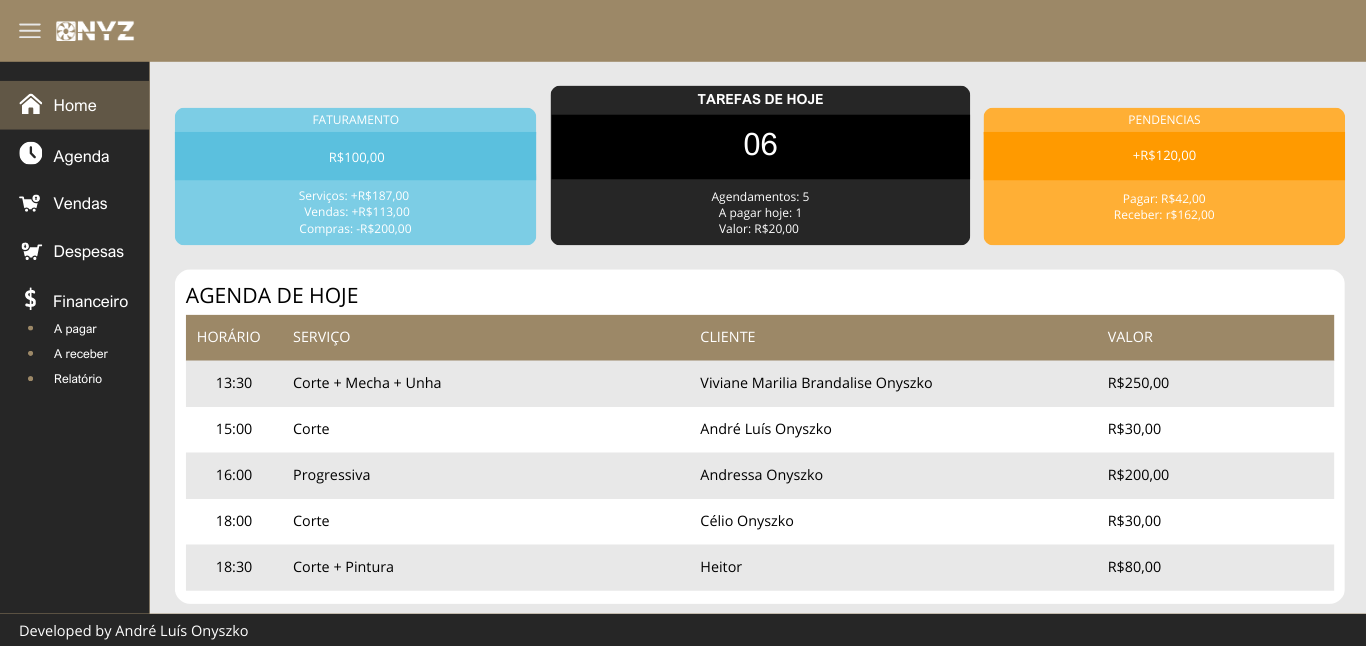 ONYZ
Home
Agenda
Vendas
Despesas
Financeiro
A pagar
A receber
Relatório
FATURAMENTO
R$100,00
Serviços: +R$187,00
Vendas: +R$113,00
Compras: -R$200,00
TAREFAS DE HOJE
06
Agendamentos: 5
A pagar hoje: 1
Valor: R$20,00
PENDENCIAS
+R$120,00
Pagar: R$42,00
Receber: r$162,00
AGENDA DE HOJE
HORÁRIO SERVIÇO CLIENTE VALOR
13:30 Corte + Mecha + Unha Viviane Marilia Brandalise Onyszko R$250,00
15:00 Corte André Luís Onyszko R$30,00
16:00 Progressiva Andressa Onyszko R$200,00
18:00 Corte Célio Onyszko R$30,00
18:30 Corte + Pintura Heitor R$80,00
Developed by André Luís Onyszko